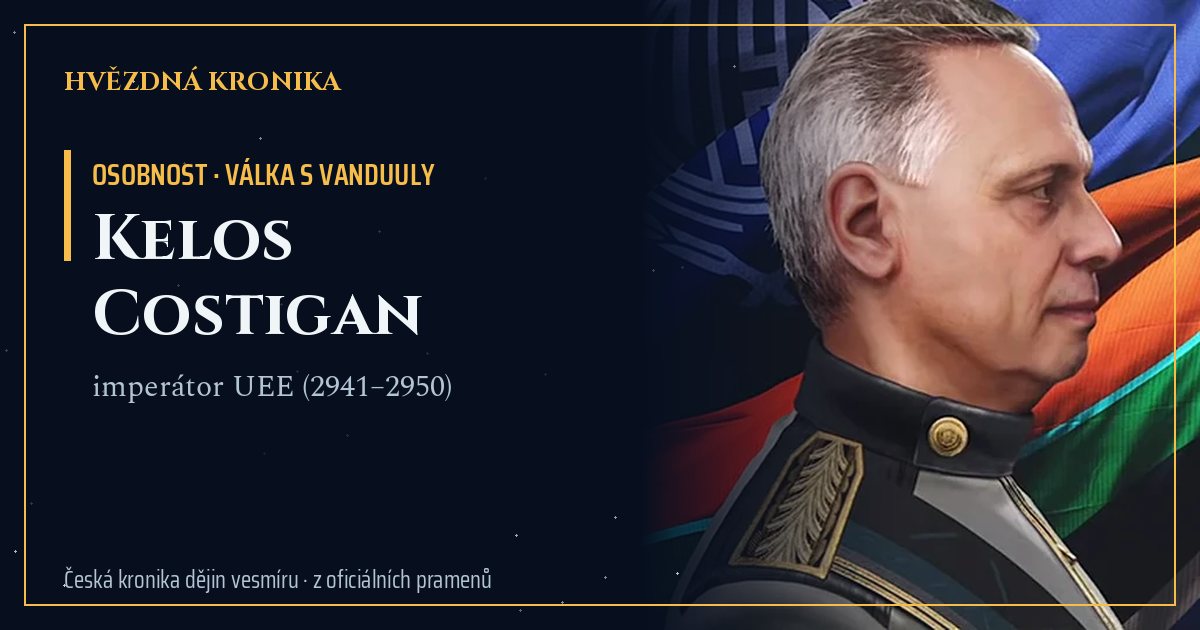 HVĚZDNÁ KRONIKA
OSOBNOST · VÁLKA S VANDUULY
Kelos
Costigan
imperátor UEE (2941–2950)
Česká kronika dějin vesmíru · z oficiálních pramenů